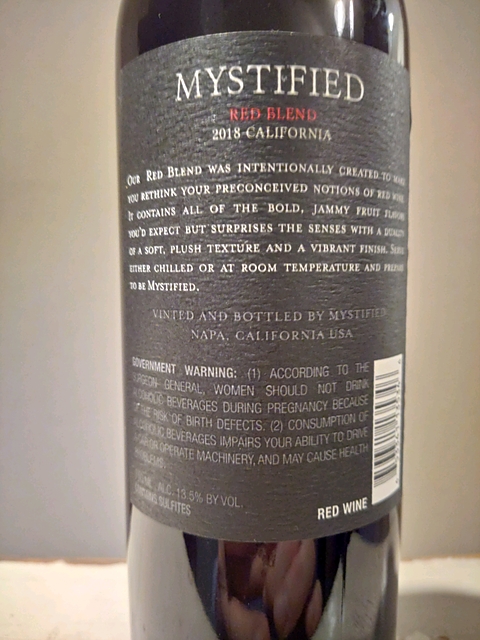 MYSTIFIED
RED BLEND
2018 CALIFORNIA
OUR RED BLEND WAS INTENTIONALLY CREATED TO MAKE
YOU RETHINK YOUR PRECONCEIVED NOTIONS OF RED WINE.
IT CONTAINS ALL OF THE BOLD, JAMMY FRUIT FLAVORS
YOU'D EXPECT BUT SURPRISES THE SENSES WITH A DUALITY
OF A SOFT, PLUSH TEXTURE AND A VIBRANT FINISH. SERVE
EITHER CHILLED OR AT ROOM TEMPERATURE AND PREPARE
TO BE MYSTIFIED.
VINTED AND BOTTLED BY MYSTIFIED
NAPA, CALIFORNIA USA
GOVERNMENT WARNING: (1) ACCORDING TO THE
SURGEON GENERAL, WOMEN SHOULD NOT DRINK
ALCOHOLIC BEVERAGES DURING PREGNANCY BECAUSE
OF THE RISK OF BIRTH DEFECTS. (2) CONSUMPTION OF
ALCOHOLIC BEVERAGES IMPAIRS YOUR ABILITY TO DRIVE
A CAR OR OPERATE MACHINERY, AND MAY CAUSE HEALTH
PROBLEMS.
ALC. 13.5% BY VOL.
SULFITES
RED WINE